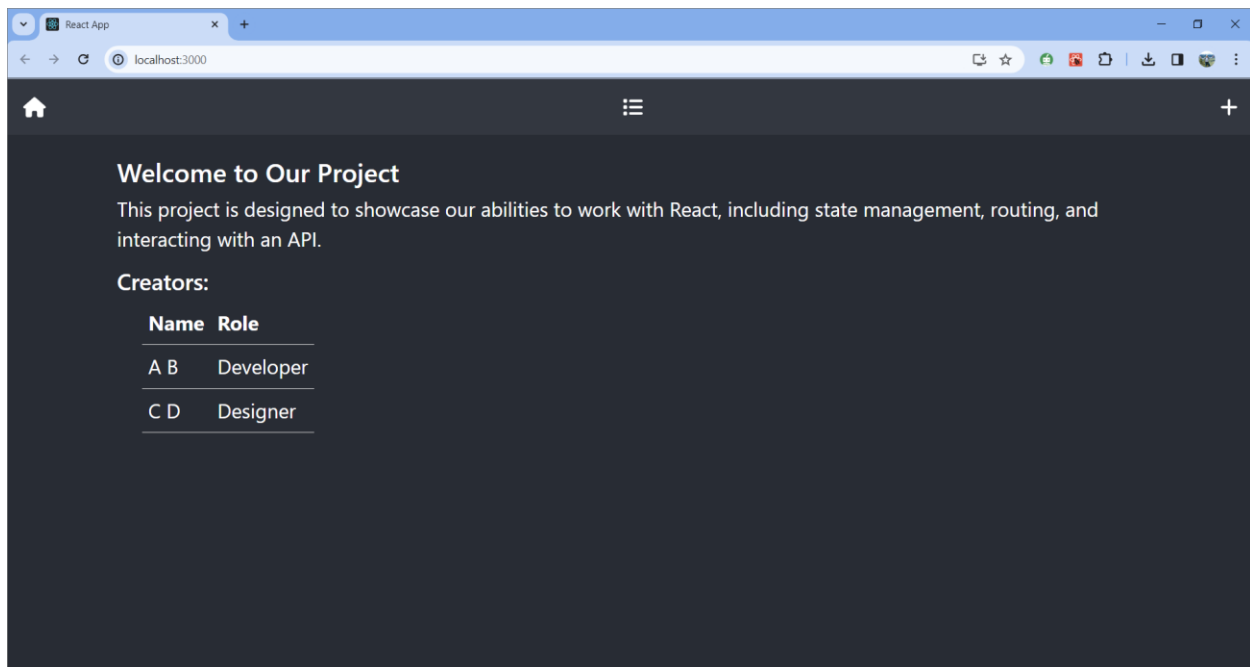 React App
localhost:3000
Welcome to Our Project
This project is designed to showcase our abilities to work with React, including state management, routing, and
interacting with an API.
Creators:
Name Role
A B Developer
C D Designer